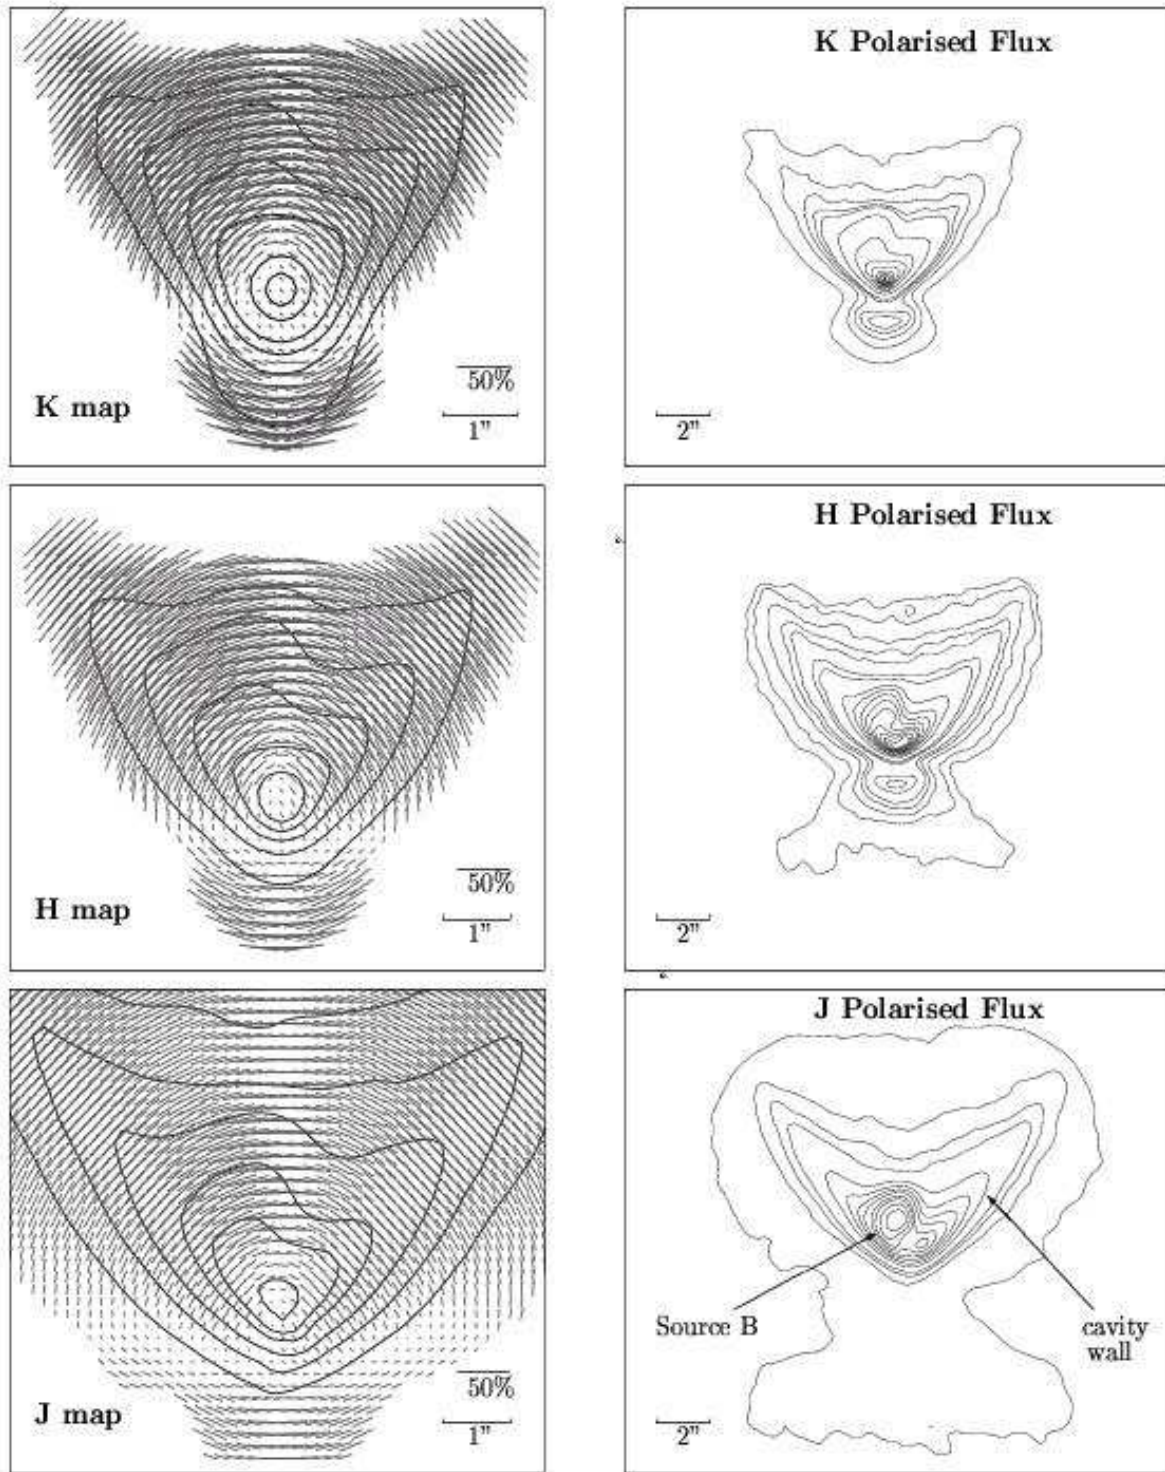 K Polarised Flux
50%
K map
1"
2"
H Polarised Flux
50%
H map
1"
2"
J Polarised Flux
Source B
cavity
wall
50%
J map
1"
2"